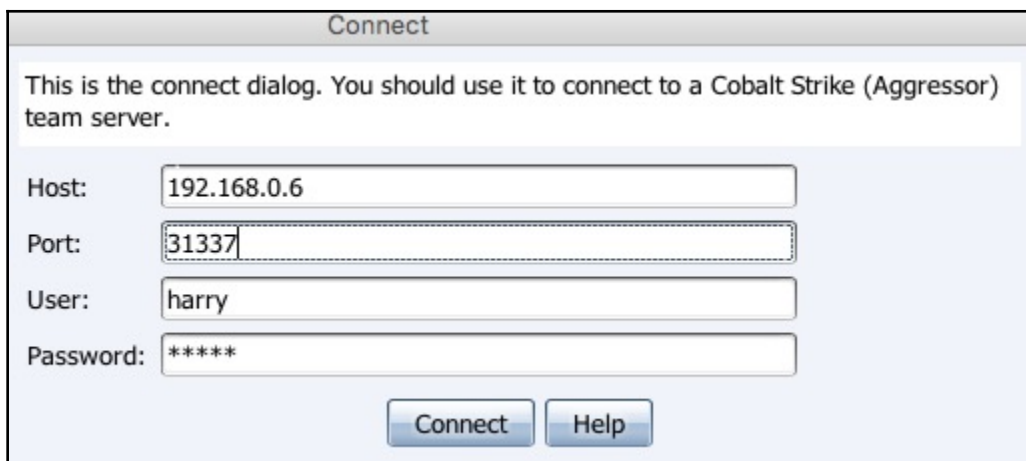 Connect
This is the connect dialog. You should use it to connect to a Cobalt Strike (Aggressor)
team server.
Host: 192.168.0.6
Port: 31337
User: harry
Password: *****
Connect Help